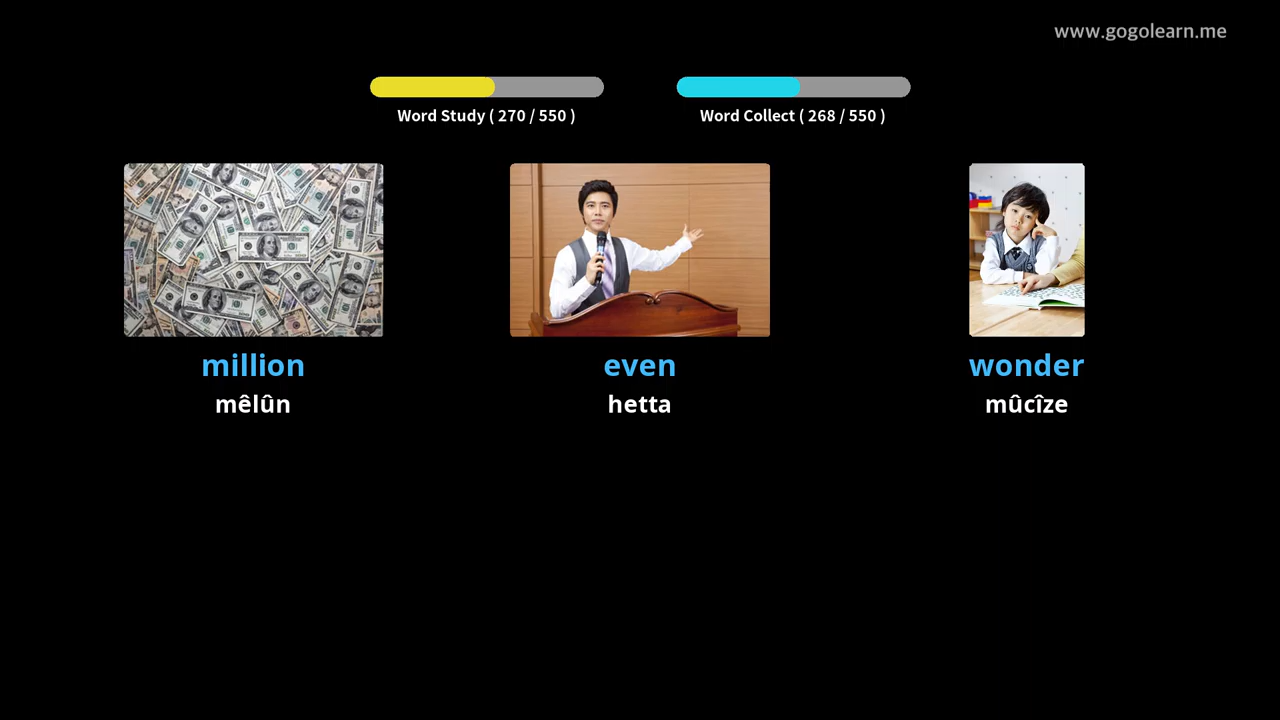 www.gogolearn.me
Word Study ( 270 / 550 )
Word Collect ( 268 / 550 )
million
even
wonder
mêlûn
hetta
mûcîze